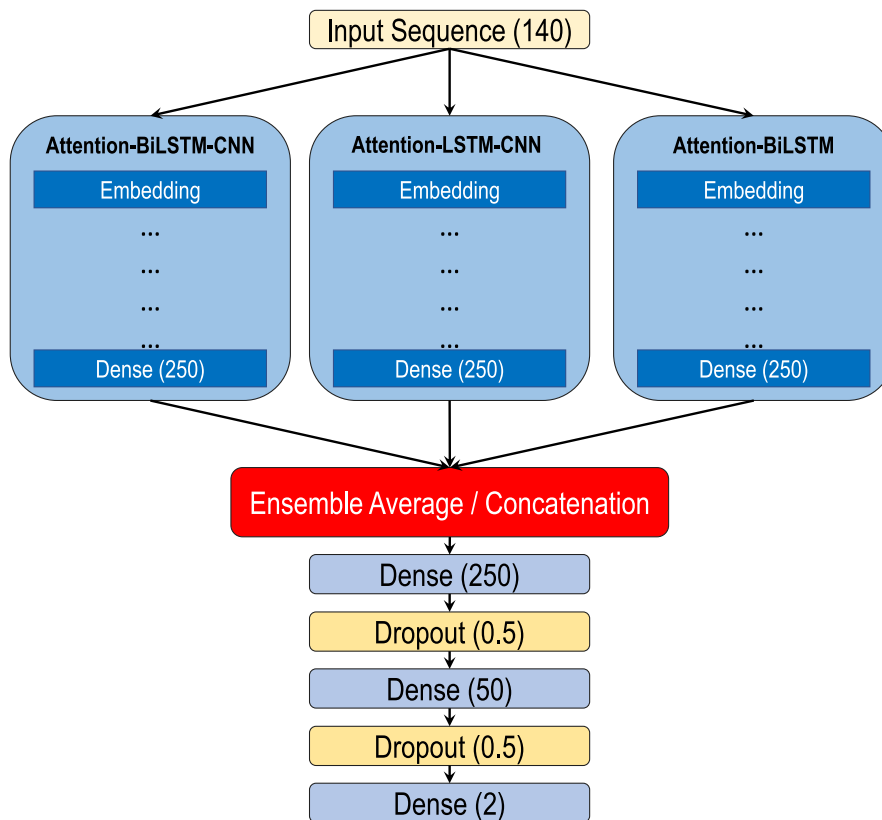 Input Sequence (140)
Attention-BiLSTM-CNN
Embedding
...
...
...
...
Dense (250)
Attention-LSTM-CNN
Embedding
...
...
...
...
Dense (250)
Attention-BiLSTM
Embedding
...
...
...
...
Dense (250)
Ensemble Average / Concatenation
Dense (250)
Dropout (0.5)
Dense (50)
Dropout (0.5)
Dense (2)